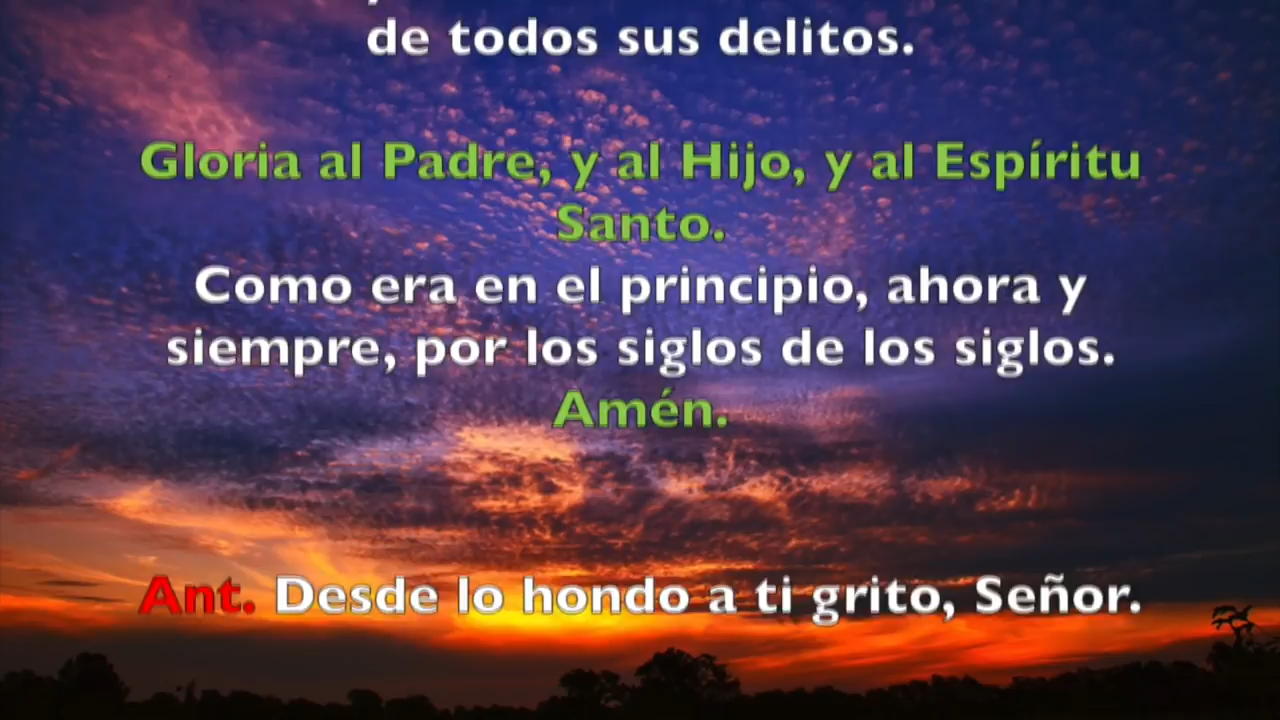 de todos sus delitos.
Gloria al Padre, y al Hijo, y al Espíritu
Santo.
Como era en el principio, ahora y
siempre, por los siglos de los siglos.
Amén.
Ant. Desde lo hondo a ti grito, Señor.